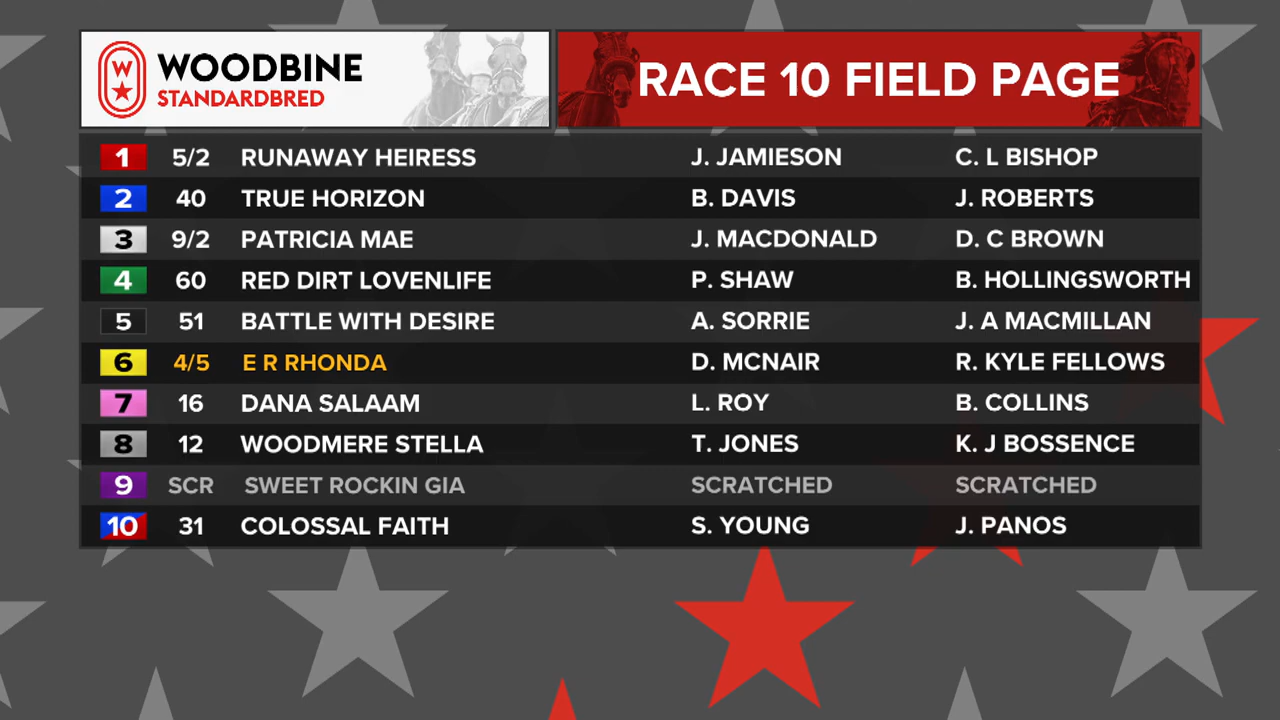 W
WOODBINE
STANDARDBRED
RACE 10 FIELD PAGE
1 5/2 RUNAWAY HEIRESS J. JAMIESON C. L BISHOP
2 40 TRUE HORIZON B. DAVIS J. ROBERTS
3 9/2 PATRICIA MAE J. MACDONALD D. C BROWN
4 60 RED DIRT LOVENLIFE P. SHAW B. HOLLINGSWORTH
5 51 BATTLE WITH DESIRE A. SORRIE J. A MACMILLAN
6 4/5 E R RHONDA D. MCNAIR R. KYLE FELLOWS
7 16 DANA SALAAM L. ROY B. COLLINS
8 12 WOODMERE STELLA T. JONES K. J BOSSENCE
9 SCR SWEET ROCKIN GIA SCRATCHED SCRATCHED
10 31 COLOSSAL FAITH S. YOUNG J. PANOS